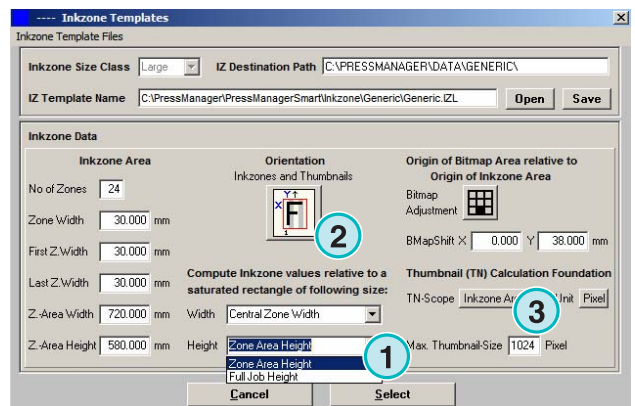 ---- Inkzone Templates
Inkzone Template Files
Inkzone Size Class Large IZ Destination Path C:\PRESSMANAGER\DATA\GENERIC\
IZ Template Name C:\PressManager\PressManagerSmart\Inkzone\Generic\Generic.IZL Open Save
Inkzone Data
Inkzone Area
No of Zones 24
Zone Width 30.000 mm
First Z.Width 30.000 mm
Last Z.Width 30.000 mm
Z.-Area Width 720.000 mm
Z.-Area Height 580.000 mm
Orientation
Inkzones and Thumbnails
X Y F 1
2
Compute Inkzone values relative to a
saturated rectangle of following size:
Width Central Zone Width
Height Zone Area Height
Zone Area Height
Full Job Height
1
Origin of Bitmap Area relative to
Origin of Inkzone Area
Bitmap
Adjustment
BMapShift X 0.000 Y 38.000 mm
Thumbnail (TN) Calculation Foundation
TN-Scope Inkzone Unit Pixel
3
Max. Thumbnail-Size 1024 Pixel
Cancel Select